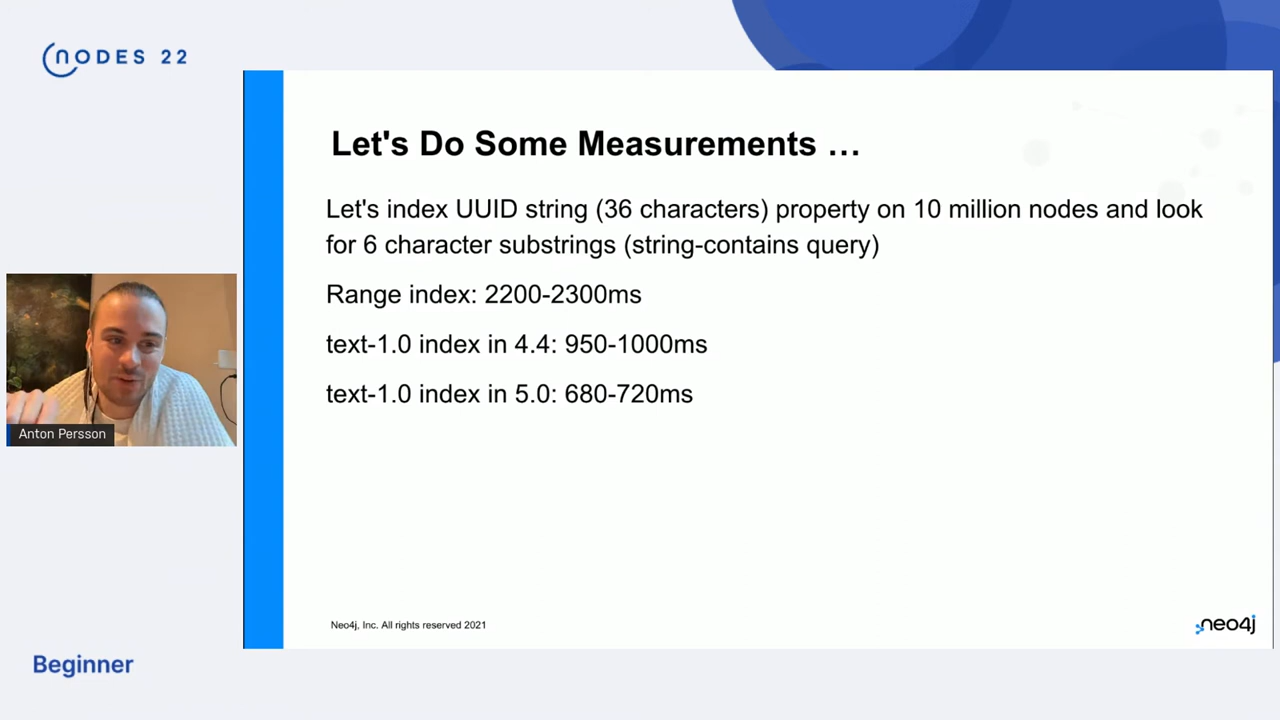 NODES 22
Let's Do Some Measurements …
Let's index UUID string (36 characters) property on 10 million nodes and look
for 6 character substrings (string-contains query)
Range index: 2200-2300ms
text-1.0 index in 4.4: 950-1000ms
text-1.0 index in 5.0: 680-720ms
Anton Persson
Neo4j, Inc. All rights reserved 2021
neo4j
Beginner